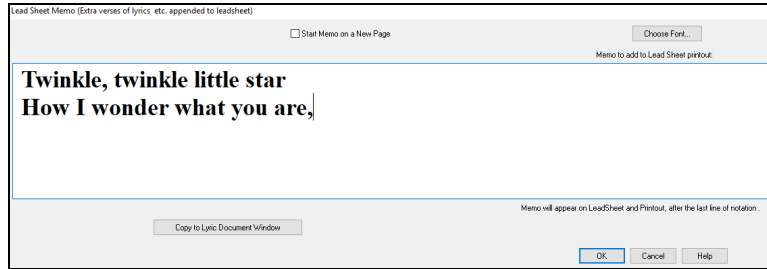 Lead Sheet Memo (Extra verses of lyrics etc. appended to leadsheet)
Start Memo on a New Page
Choose Font...
Memo to add to Lead Sheet printout:
Twinkle, twinkle little star
How I wonder what you are,
Memo will appear on LeadSheet and Printout, after the last line of notation .
Copy to Lyric Document Window
OK Cancel Help